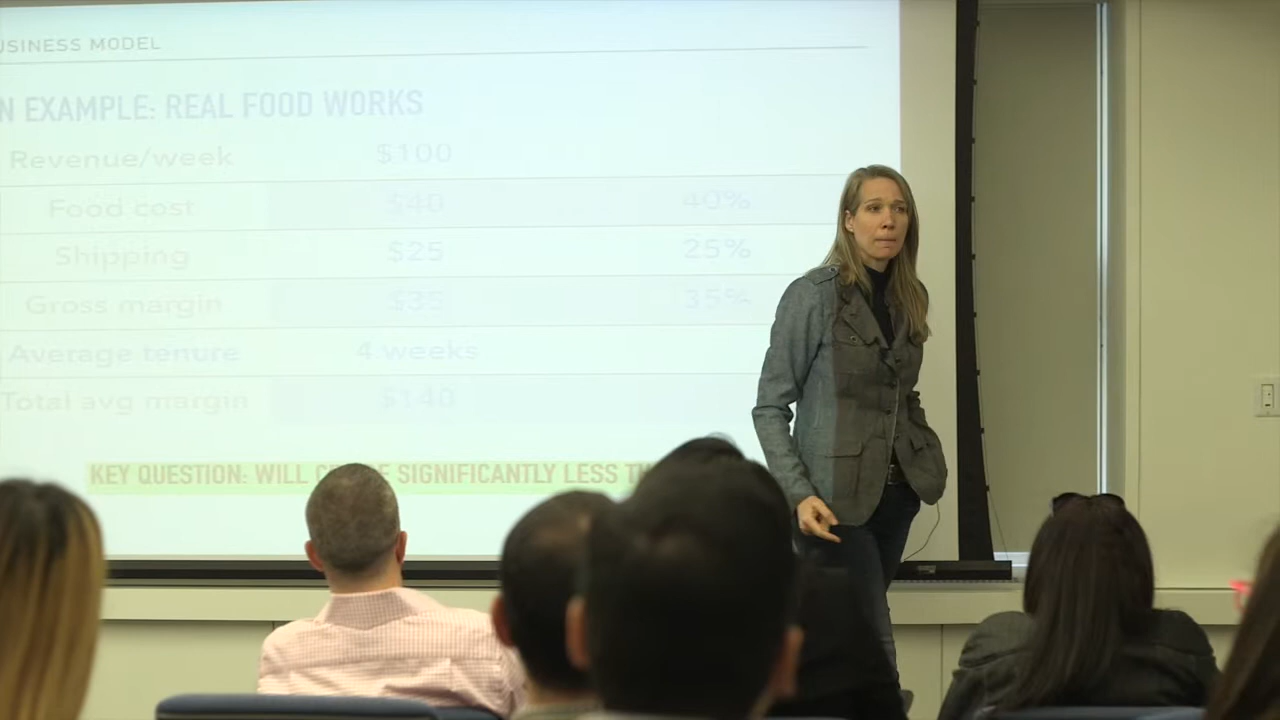 USINESS MODEL
N EXAMPLE: REAL FOOD WORKS
Revenue/week $100
Food cost $40 40%
Shipping $25 25%
Gross margin $35 35%
Average tenure 4 weeks
Total avg margin $140
KEY QUESTION: WILL SIGNIFICANTLY LESS